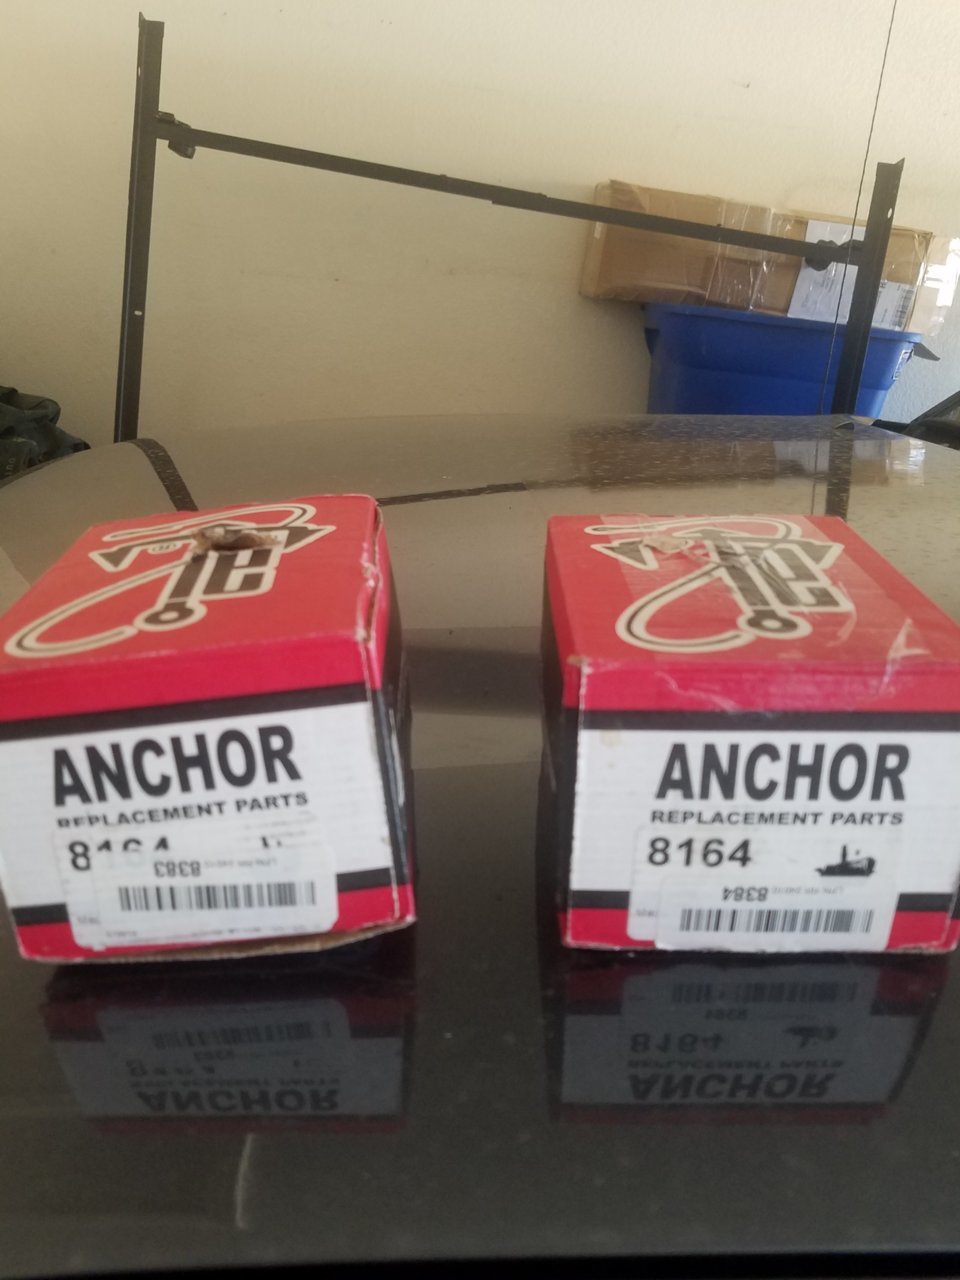 ANCHOR
REPLACEMENT PARTS
8164
8383
ANCHOR
REPLACEMENT PARTS
8164
8384